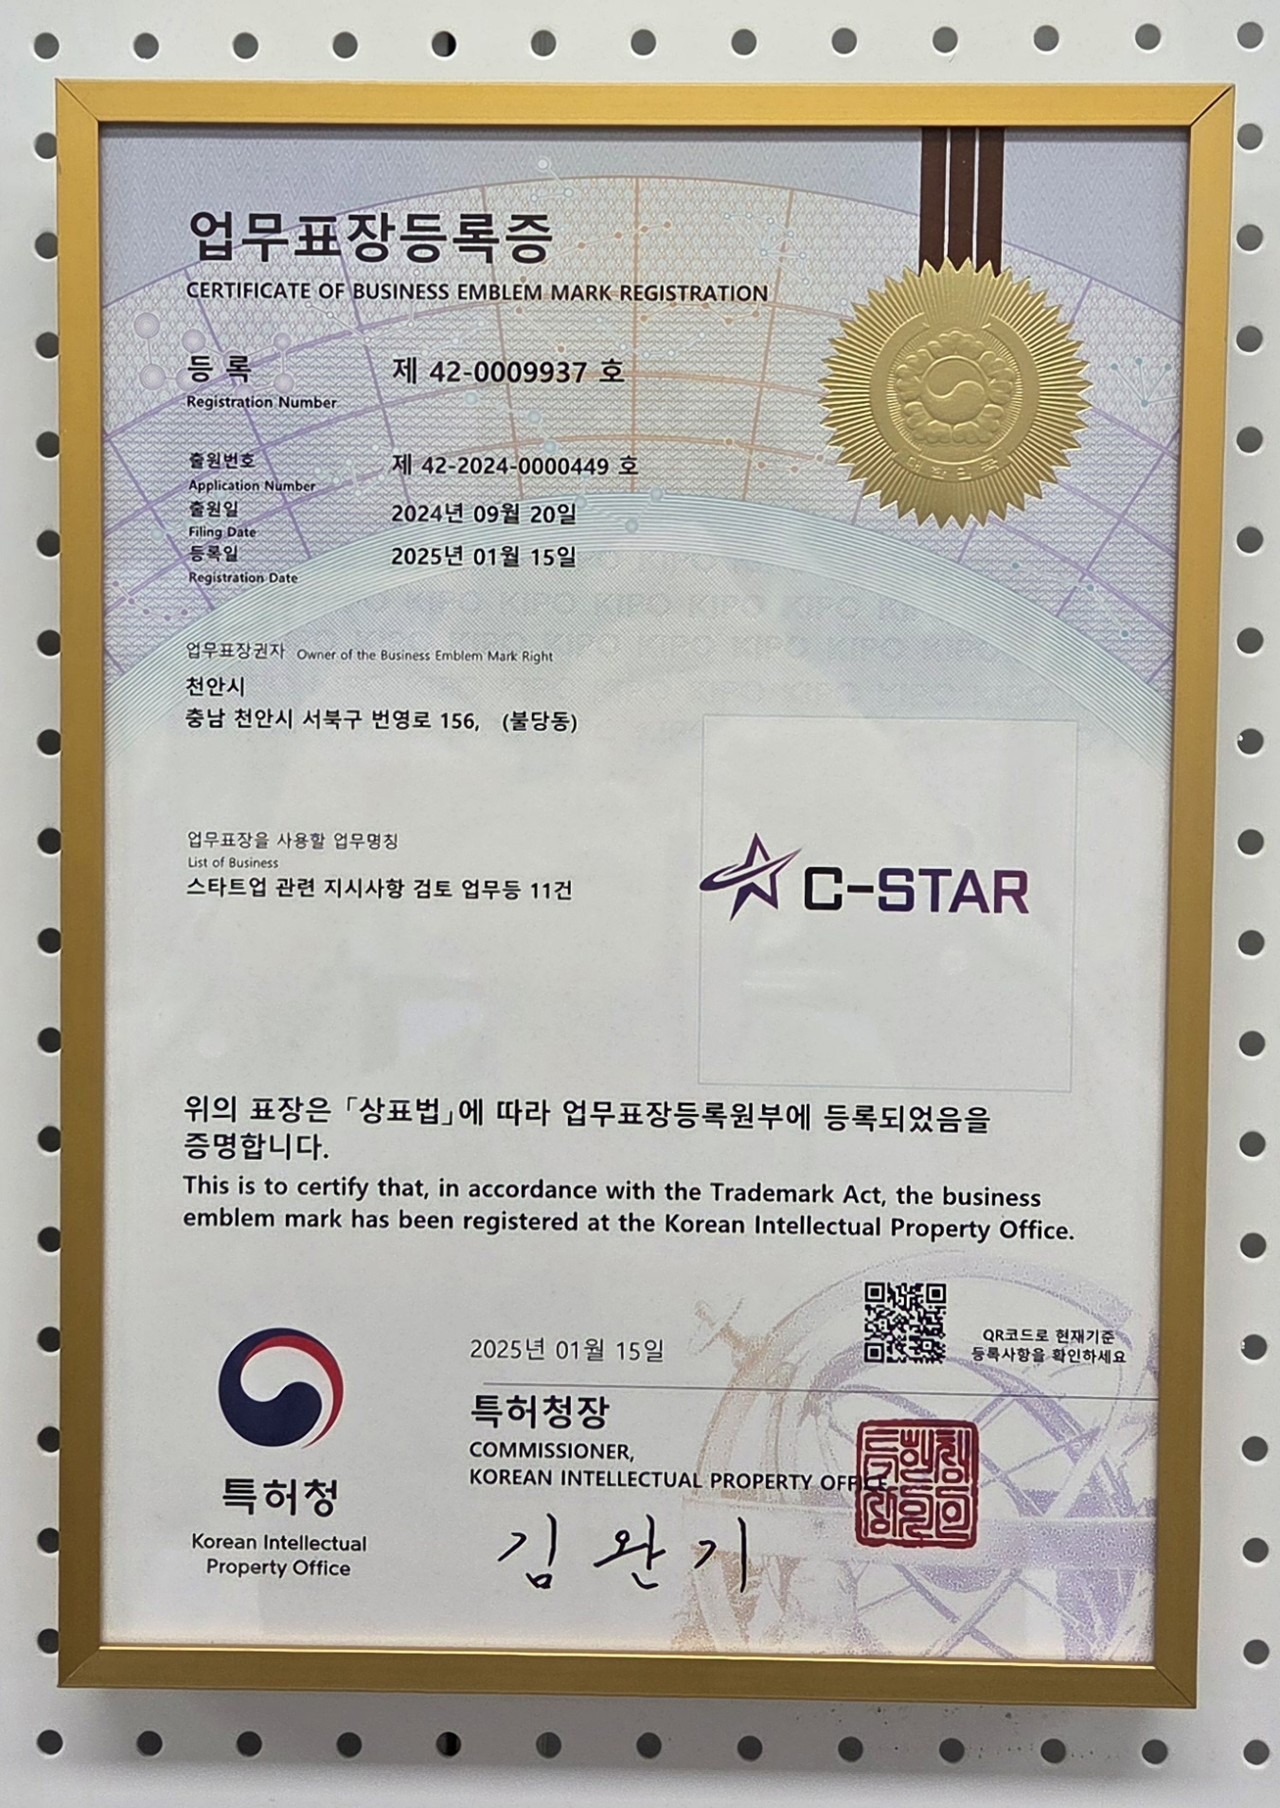 업무표장등록증
CERTIFICATE OF BUSINESS EMBLEM MARK REGISTRATION
등 록 제 42-0009937 호
Registration Number
출원번호 제 42-2024-0000449 호
Application Number
출원일 2024년 09월 20일
Filing Date
등록일 2025년 01월 15일
Registration Date
KIPO KIPO KIPO KIPO KIPO
업무표장권자 Owner of the Business Emblem Mark Right
천안시
충남 천안시 서북구 번영로 156, (불당동)
업무표장을 사용할 업무명칭
List of Business
스타트업 관련 지시사항 검토 업무등 11건
C-STAR
위의 표장은 「상표법」에 따라 업무표장등록원부에 등록되었음을
증명합니다.
This is to certify that, in accordance with the Trademark Act, the business
emblem mark has been registered at the Korean Intellectual Property Office.
QR코드로 현재기준
등록사항을 확인하세요
2025년 01월 15일
특허청장
COMMISSIONER,
KOREAN INTELLECTUAL PROPERTY OFFICE
김 완 기
특허청
Korean Intellectual
Property Office